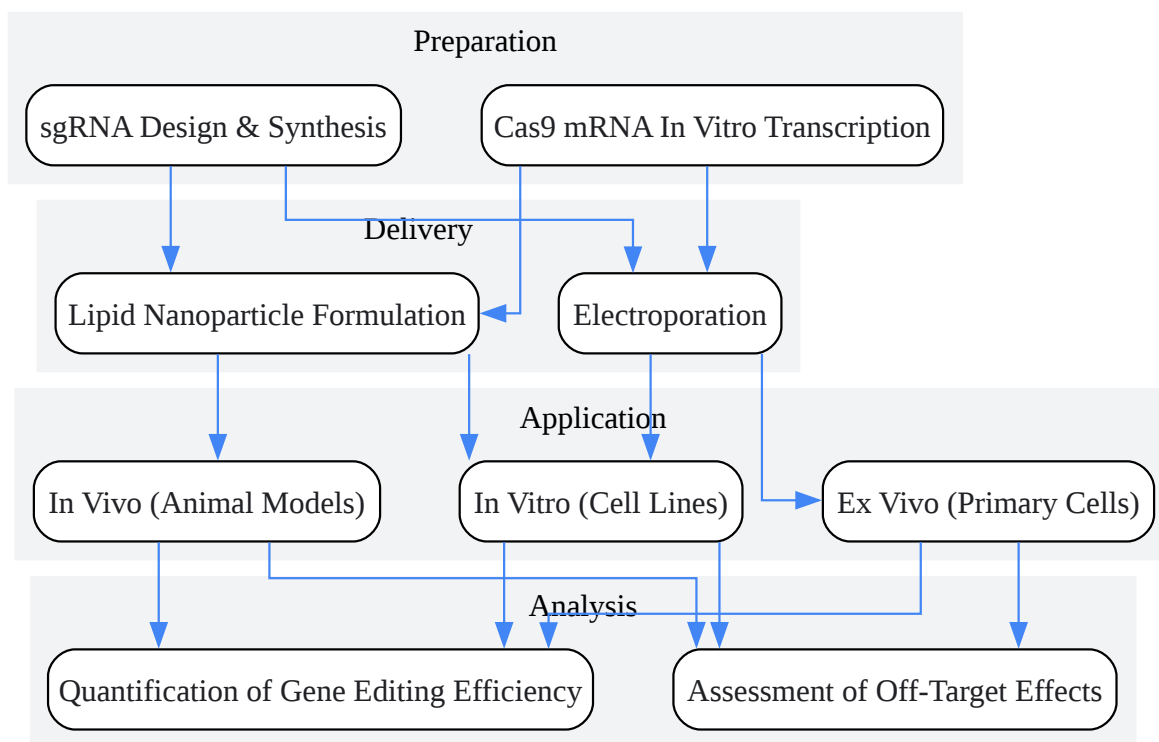 Preparation
sgRNA Design & Synthesis
Cas9 mRNA In Vitro Transcription
Delivery
Lipid Nanoparticle Formulation
Electroporation
Application
In Vivo (Animal Models)
In Vitro (Cell Lines)
Ex Vivo (Primary Cells)
Analysis
Quantification of Gene Editing Efficiency
Assessment of Off-Target Effects